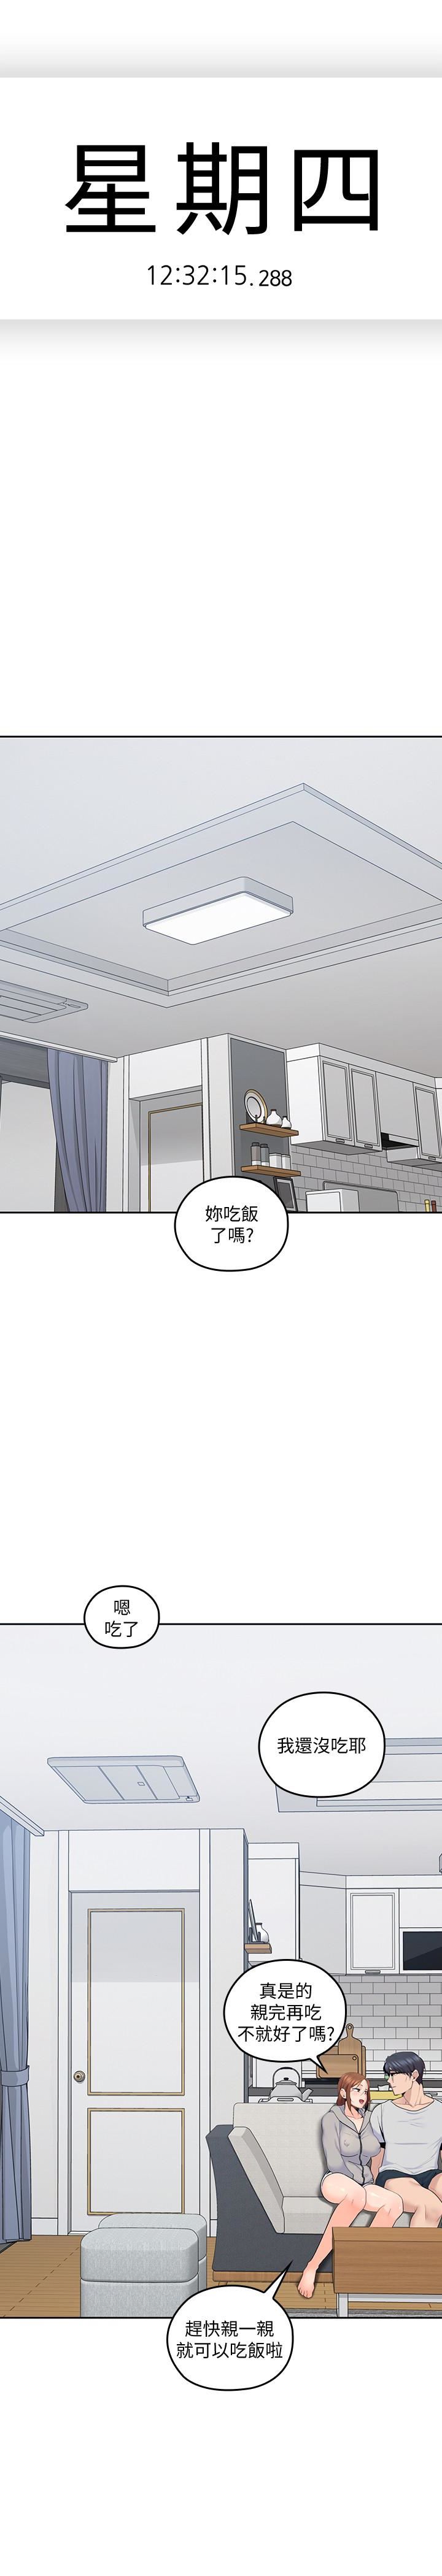 星期四
12:32:15.288
妳吃飯
了嗎?
嗯
吃了
我還沒吃耶
真是的
親完再吃
不就好了嗎?
趕快親一親
就可以吃飯啦